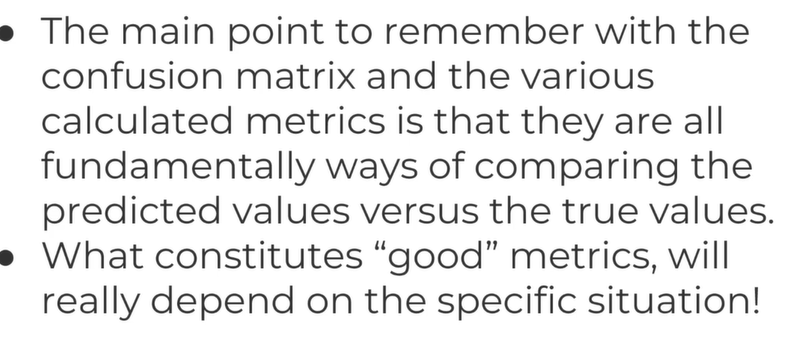 ● The main point to remember with the
confusion matrix and the various
calculated metrics is that they are all
fundamentally ways of comparing the
predicted values versus the true values.
● What constitutes “good” metrics, will
really depend on the specific situation!